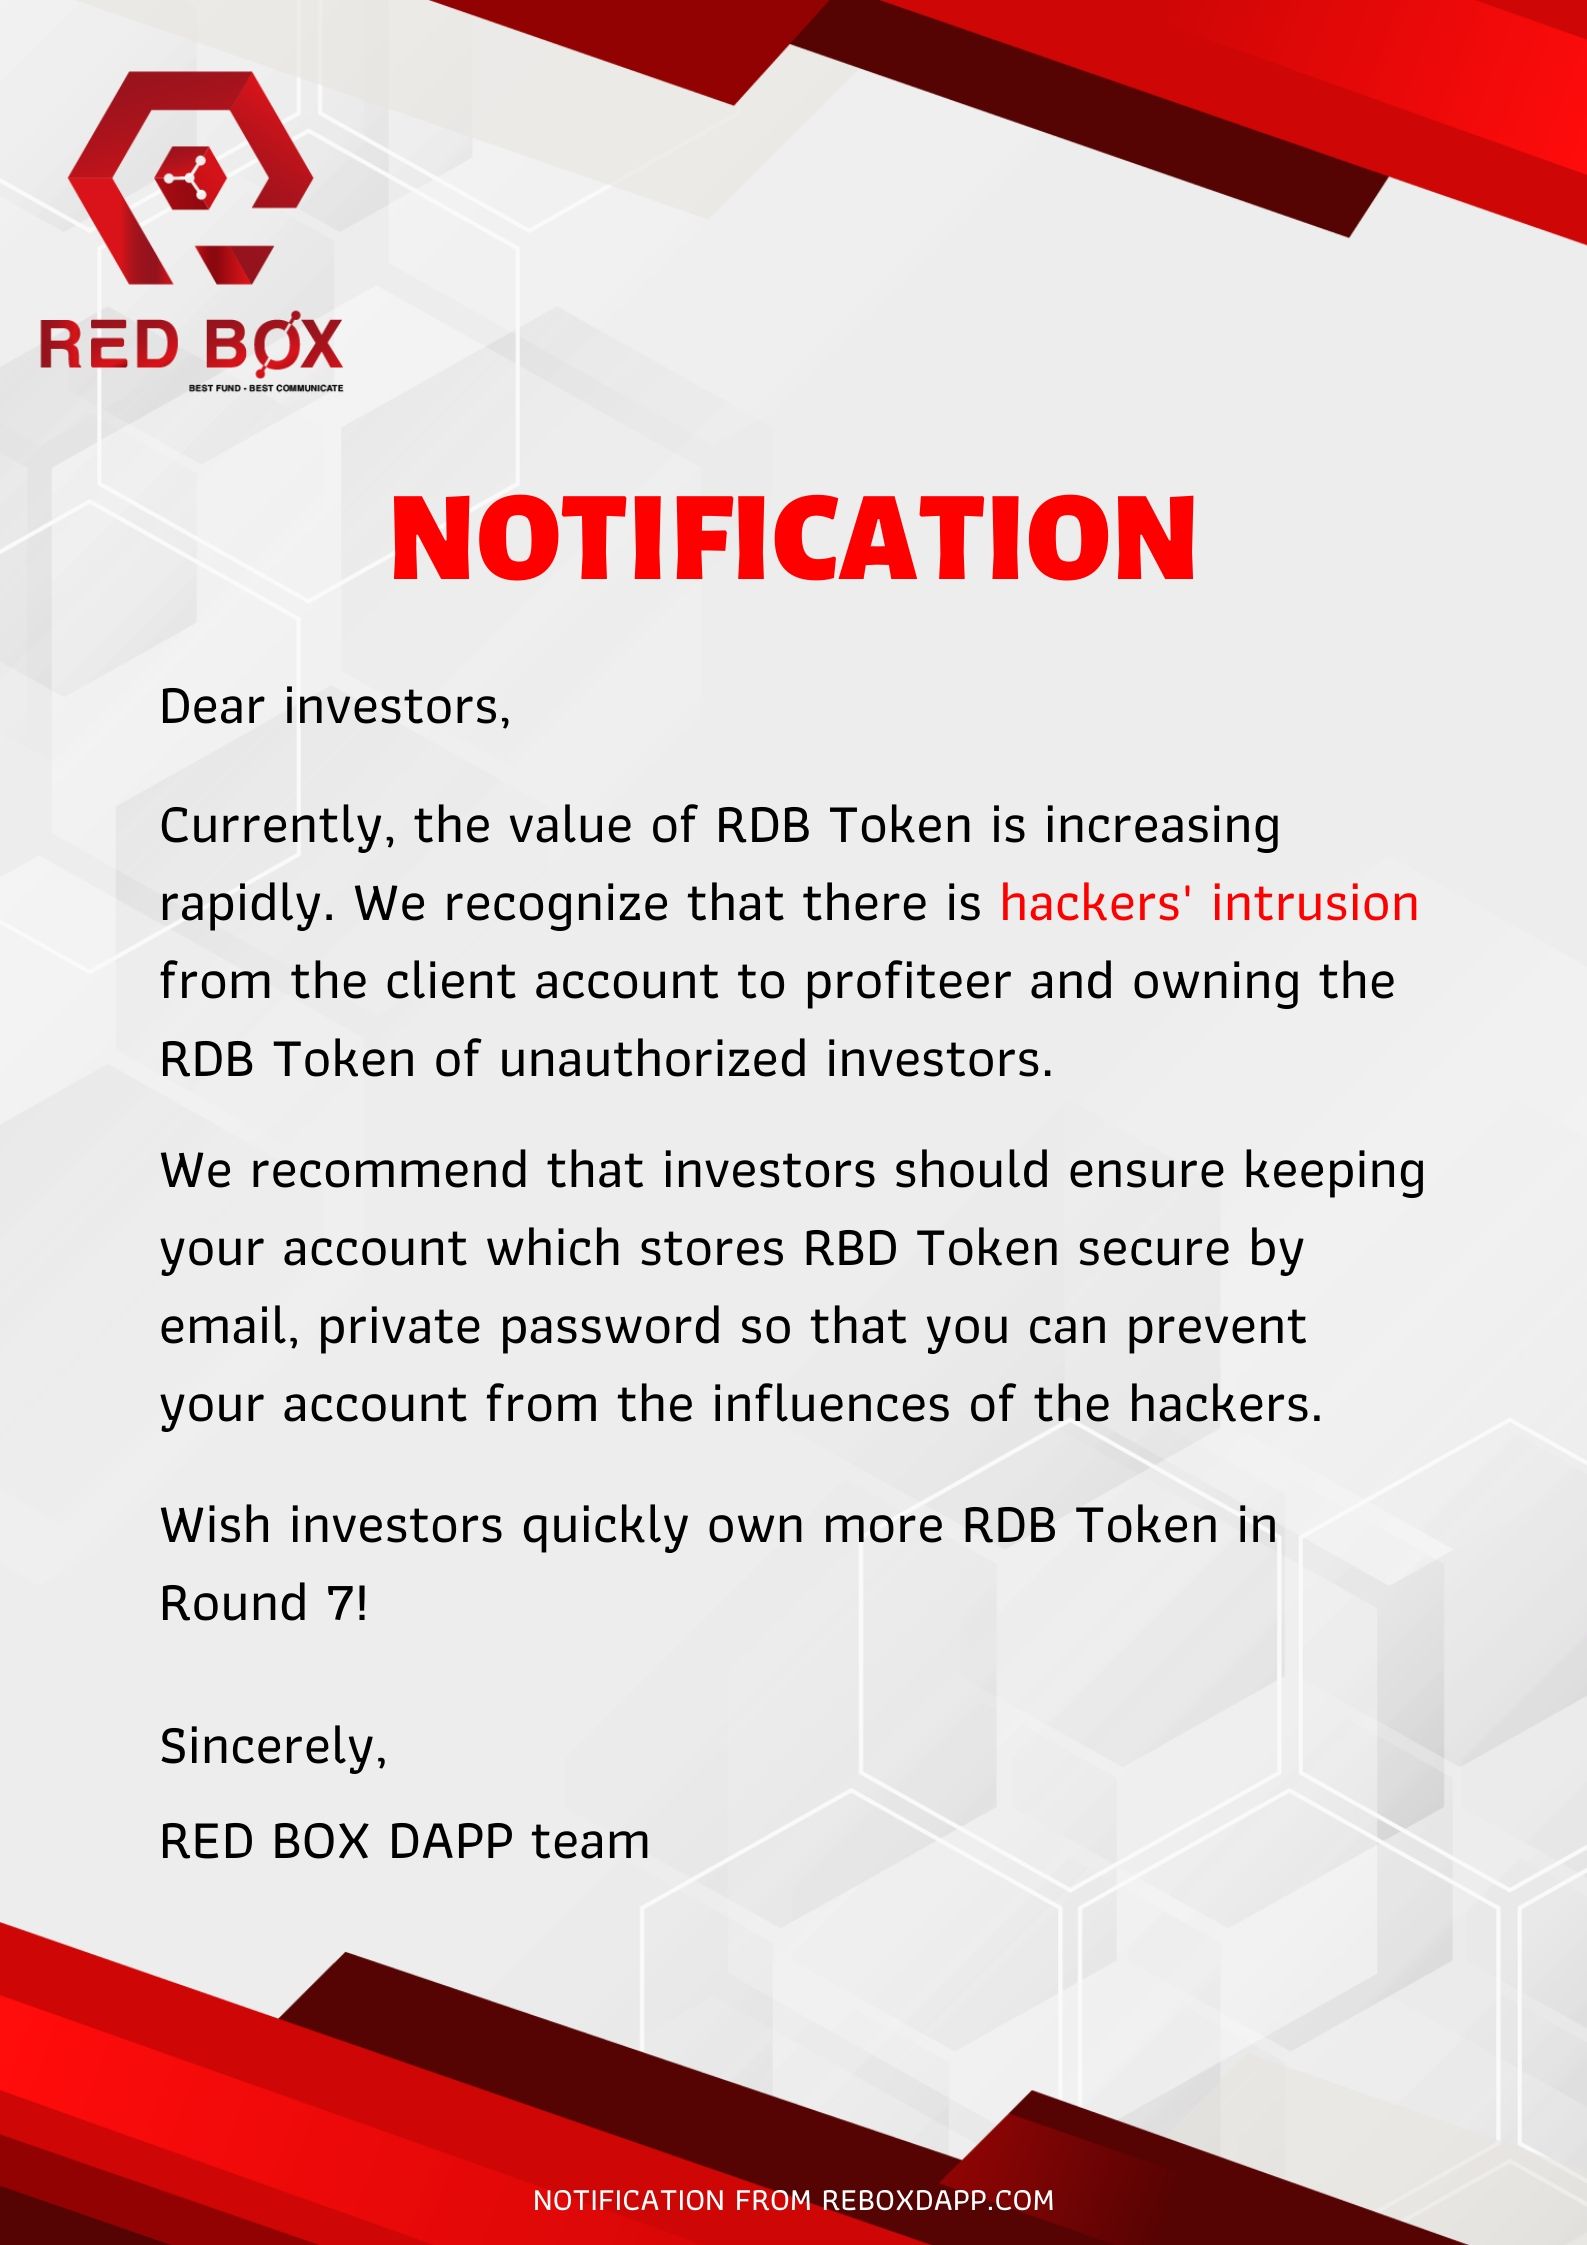 RED BOX
BEST FUND - BEST COMMUNICATE
NOTIFICATION
Dear investors,
Currently, the value of RDB Token is increasing
rapidly. We recognize that there is hackers' intrusion
from the client account to profiteer and owning the
RDB Token of unauthorized investors.
We recommend that investors should ensure keeping
your account which stores RBD Token secure by
email, private password so that you can prevent
your account from the influences of the hackers.
Wish investors quickly own more RDB Token in
Round 7!
Sincerely,
RED BOX DAPP team
NOTIFICATION FROM REBOXDAPP.COM